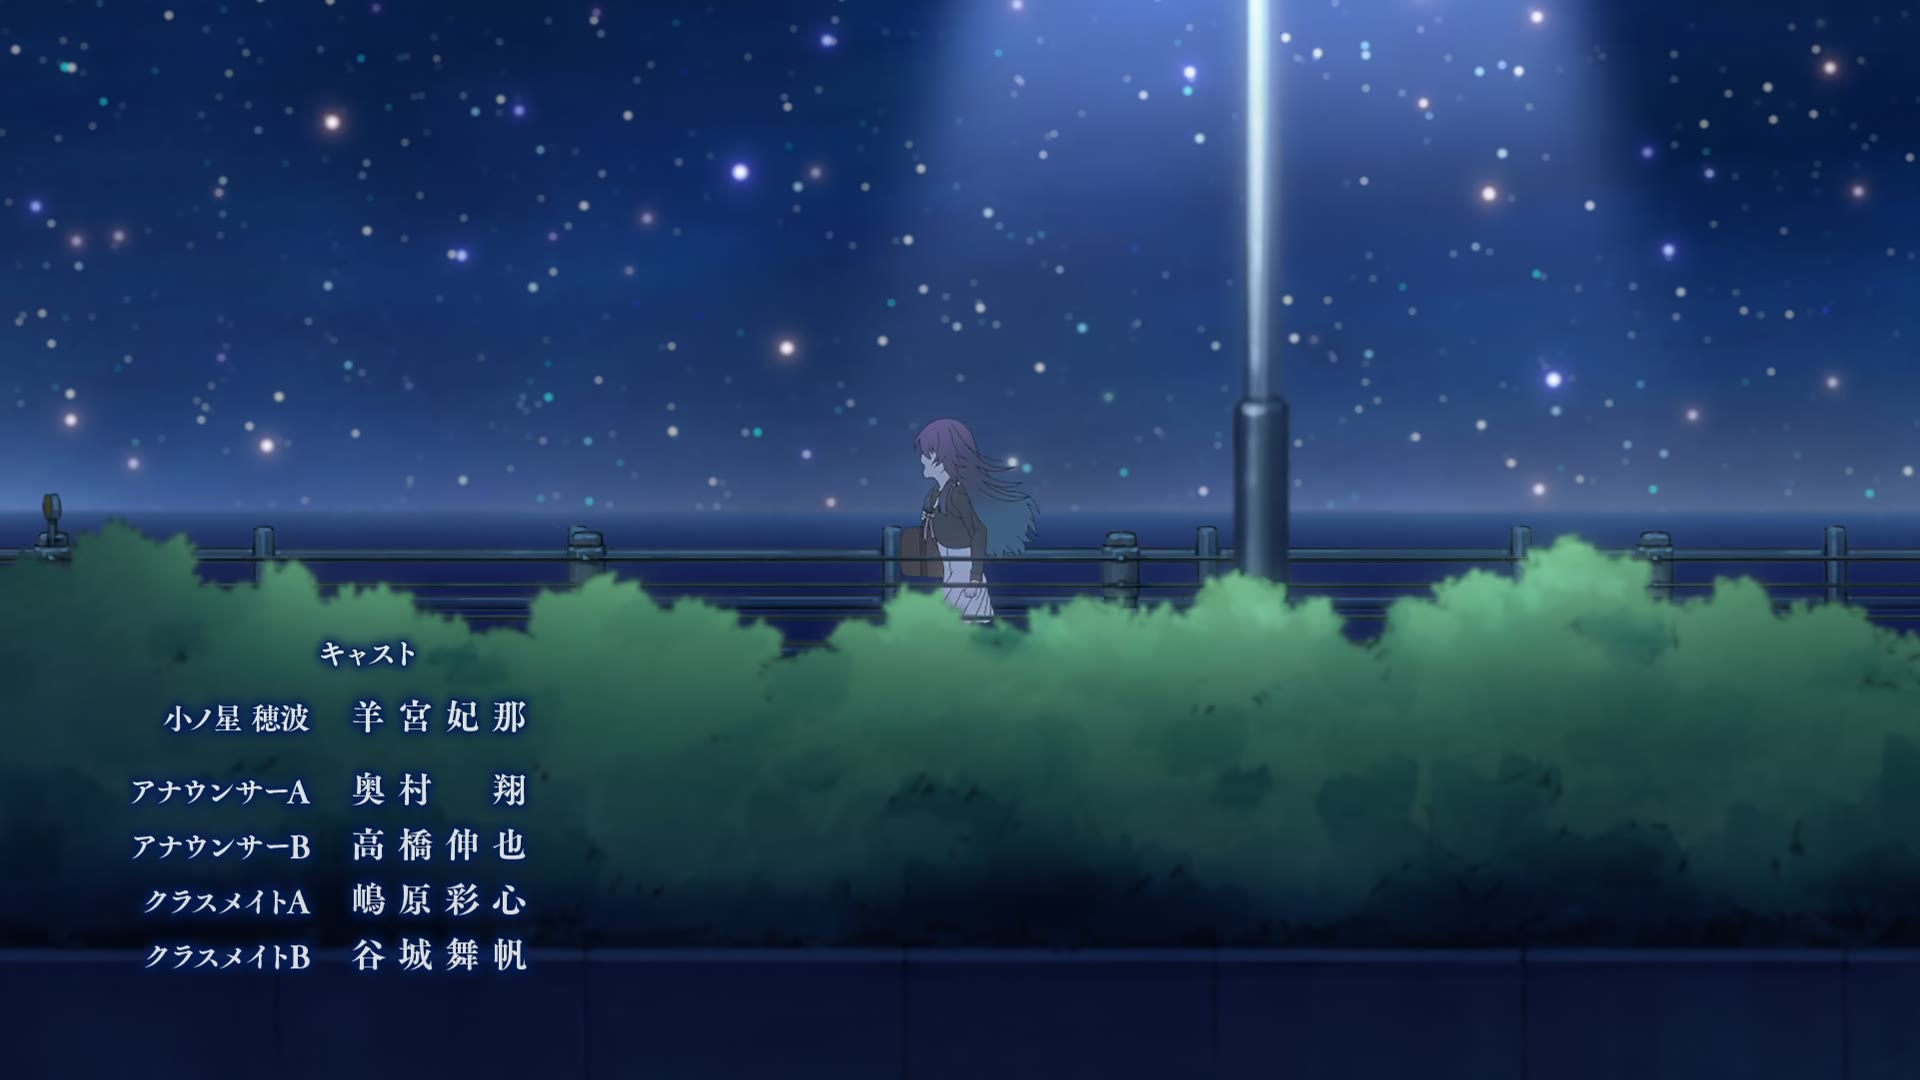 キャスト
小ノ星 穂波 羊宮妃那
アナウンサーA 奥村 翔
アナウンサーB 高橋伸也
クラスメイトA 嶋原彩心
クラスメイトB 谷城舞帆